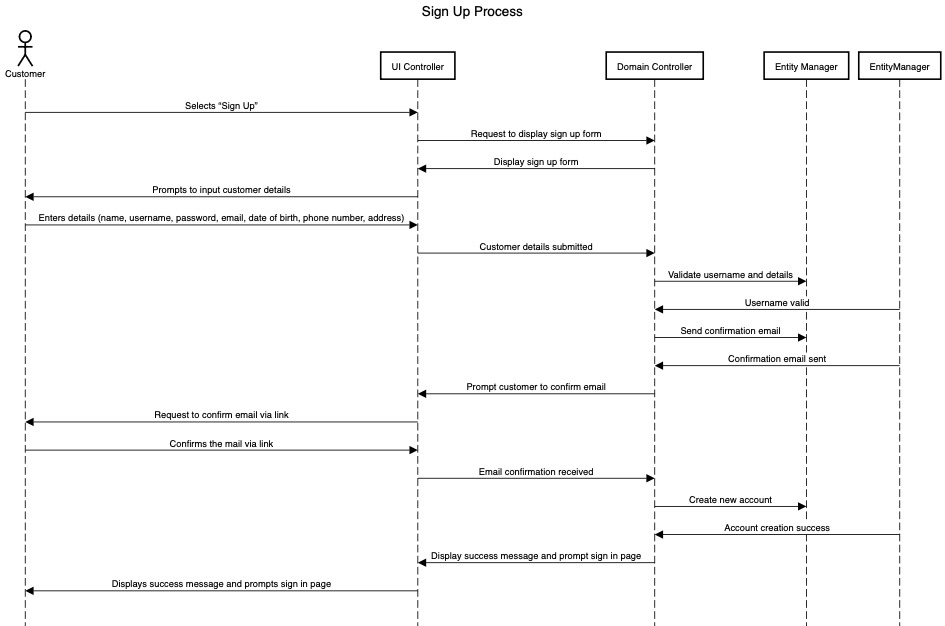 Sign Up Process
Customer
UI Controller
Domain Controller
Entity Manager
EntityManager
Selects “Sign Up”
Request to display sign up form
Display sign up form
Prompts to input customer details
Enters details (name, username, password, email, date of birth, phone number, address)
Customer details submitted
Validate username and details
Username valid
Send confirmation email
Confirmation email sent
Prompt customer to confirm email
Request to confirm email via link
Confirms the mail via link
Email confirmation received
Create new account
Account creation success
Display success message and prompt sign in page
Displays success message and prompts sign in page